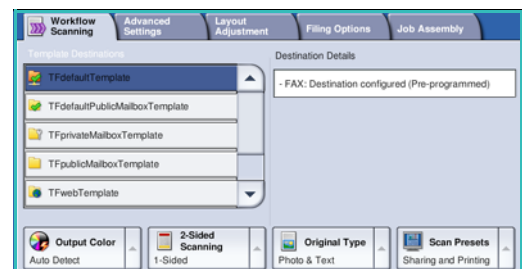 Workflow Scanning
Advanced Settings
Layout Adjustment
Filing Options
Job Assembly
Template Destinations
Destination Details
TFdefaultTemplate
- FAX: Destination configured (Pre-programmed)
TFdefaultPublicMailboxTemplate
TFprivateMailboxTemplate
TFpublicMailboxTemplate
TFwebTemplate
Output Color
Auto Detect
2-Sided Scanning
1-Sided
Original Type
Photo & Text
Scan Presets
Sharing and Printing